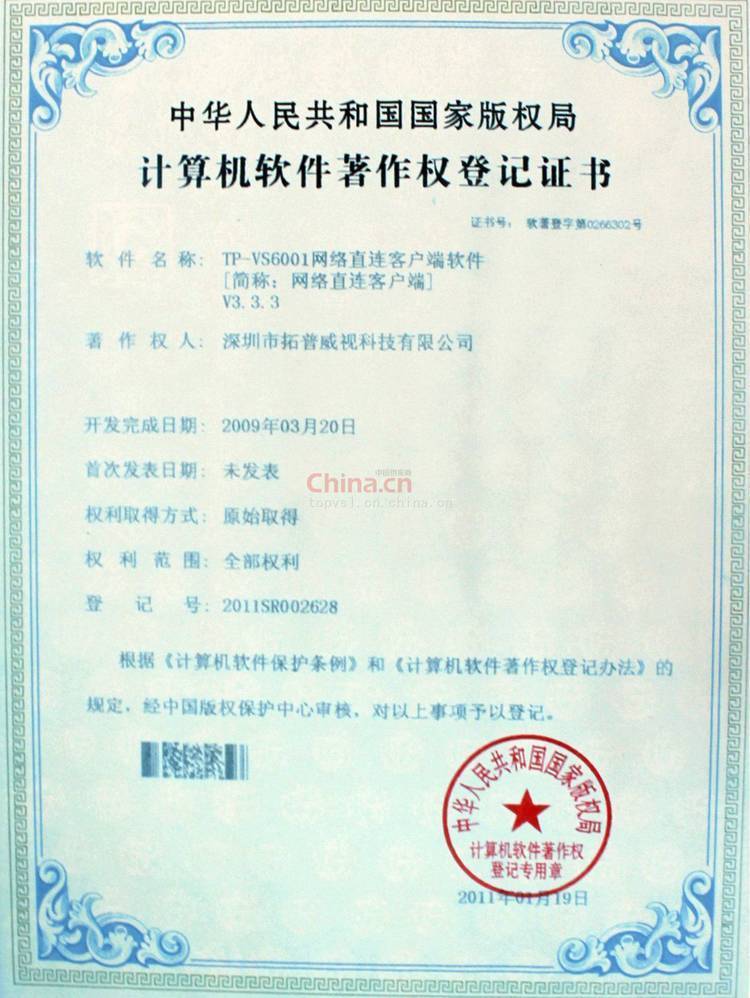 中华人民共和国国家版权局
计算机软件著作权登记证书
证书号： 软著登字第0266302号
软件名称： TP-VS6001网络直连客户端软件
[简称：网络直连客户端]
V3.3.3
著作权人： 深圳市拓普威视科技有限公司
开发完成日期： 2009年03月20日
首次发表日期： 未发表
中国供应商
China.cn
topvsl.cn.china.cn
权利取得方式： 原始取得
权利范围： 全部权利
登记号： 2011SR002628
根据《计算机软件保护条例》和《计算机软件著作权登记办法》的
规定，经中国版权保护中心审核，对以上事项予以登记。
中华人民共和国国家版权局
计算机软件著作权
登记专用章
2011年01月19日